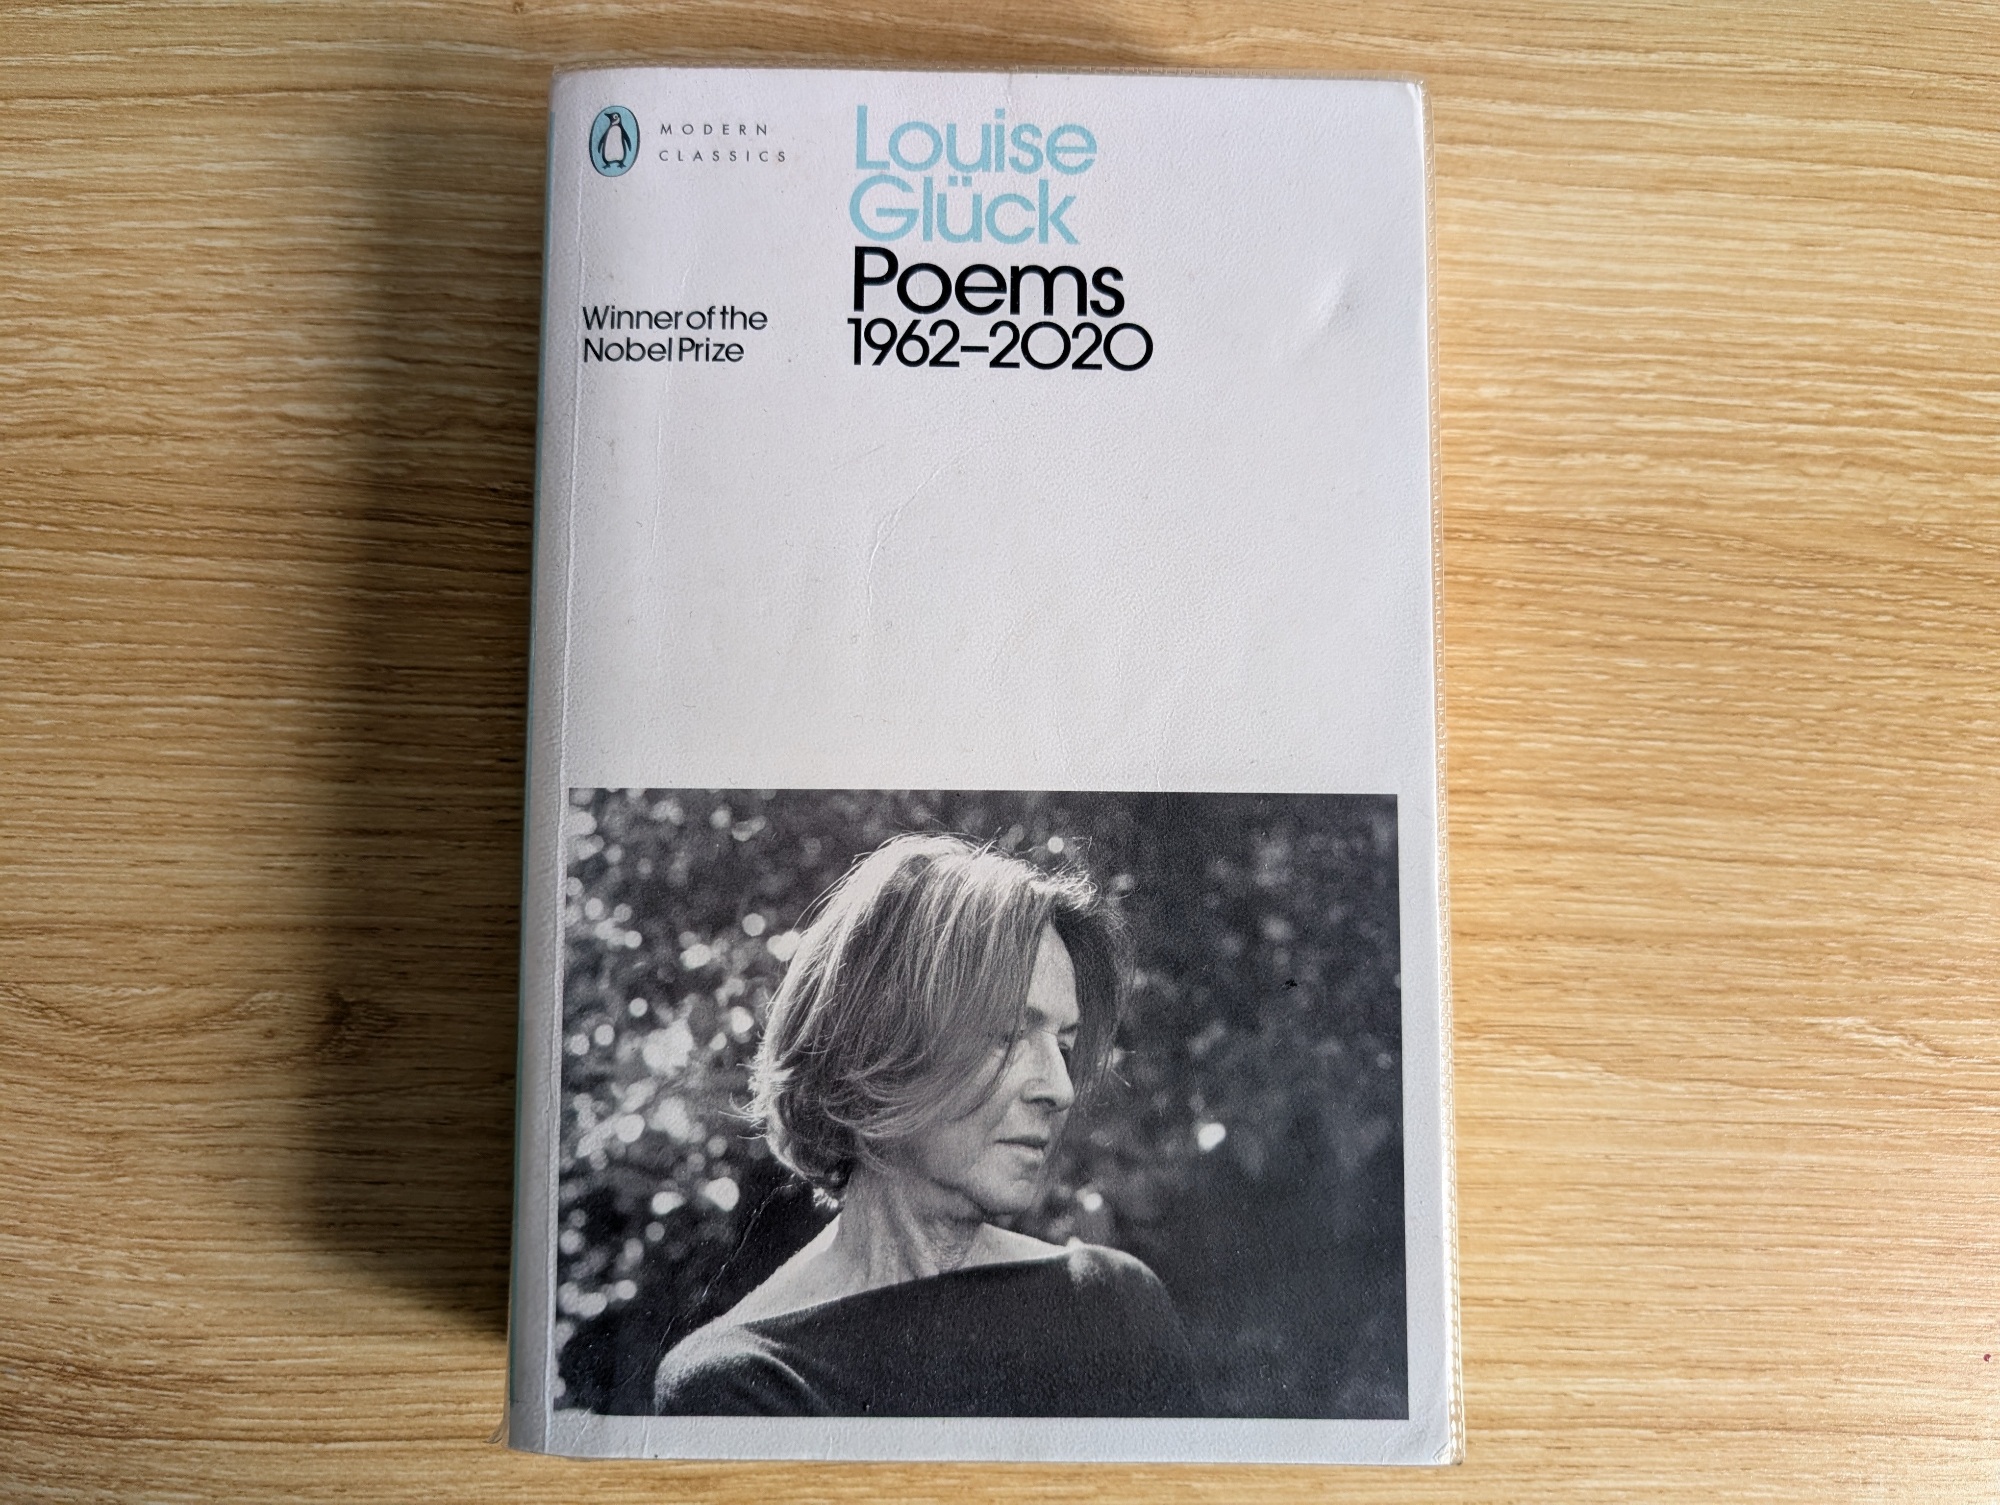 MODERN
CLASSICS
Louise
Glück
Poems
1962–2020
Winner of the
Nobel Prize